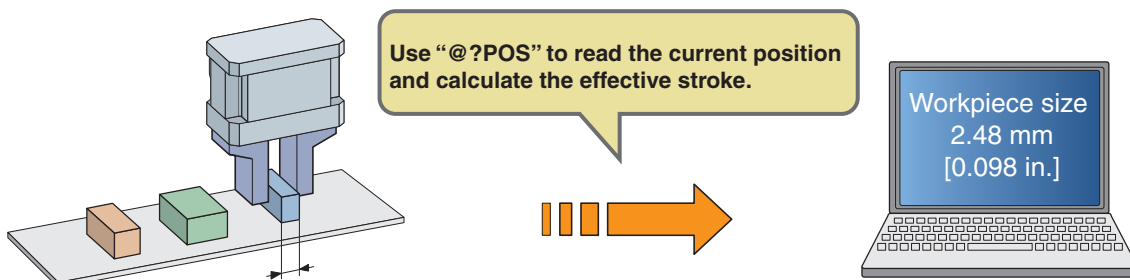 Use “@?POS” to read the current position
and calculate the effective stroke.
Workpiece size
2.48 mm
[0.098 in.]